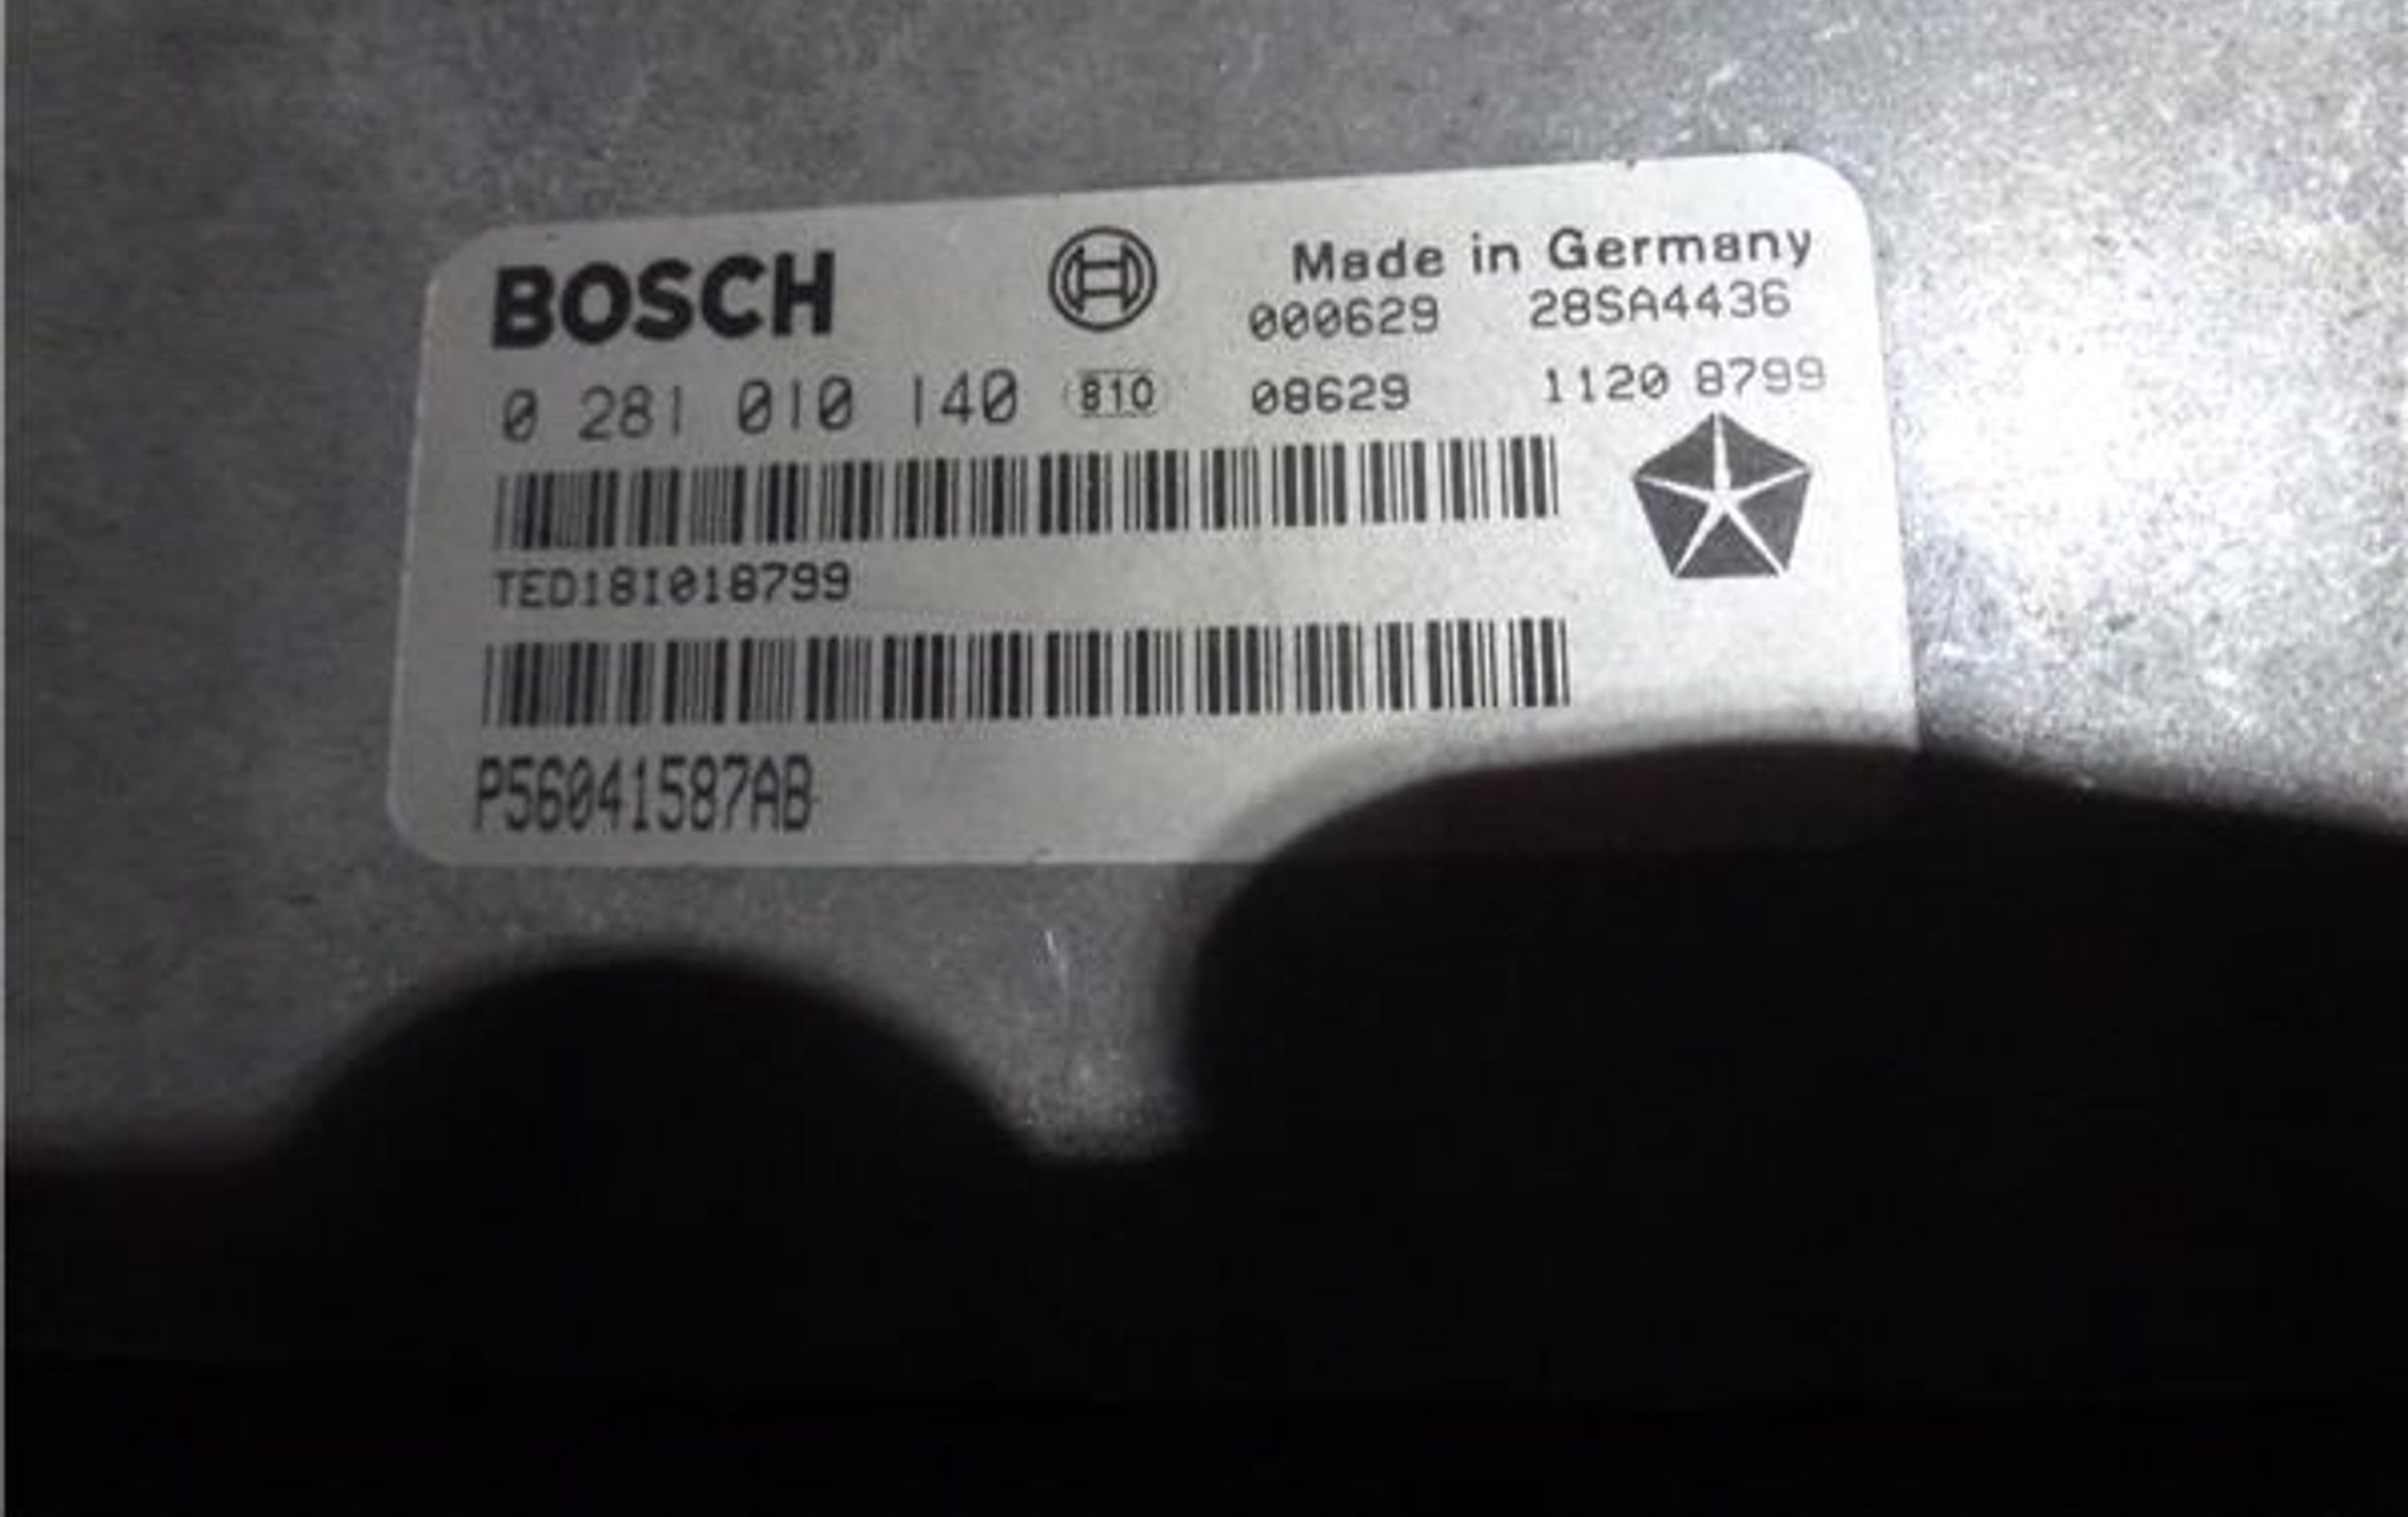 BOSCH
Made in Germany
000629 28SA4436
0 281 010 140 810 08629 1120 8799
TED181018799
P56041587AB